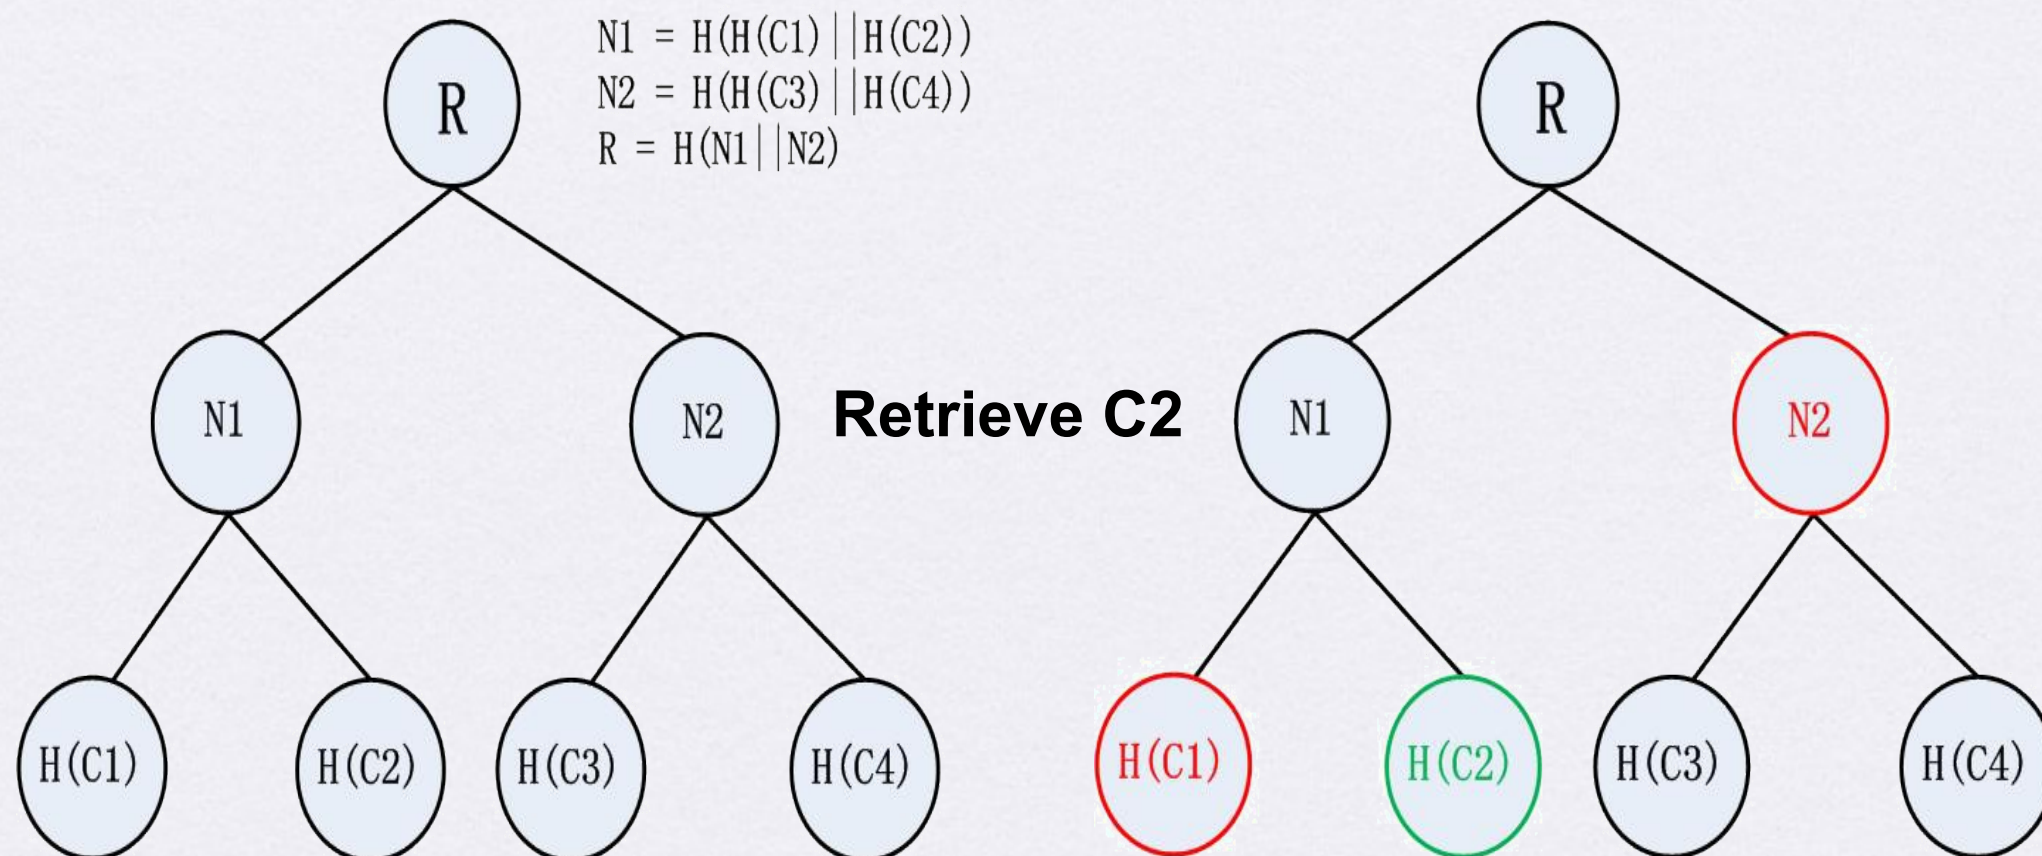 R
N1 = H(H(C1)||H(C2))
N2 = H(H(C3)||H(C4))
R = H(N1||N2)
N1
N2
H(C1)
H(C2)
H(C3)
H(C4)
Retrieve C2
R
N1
N2
H(C1)
H(C2)
H(C3)
H(C4)